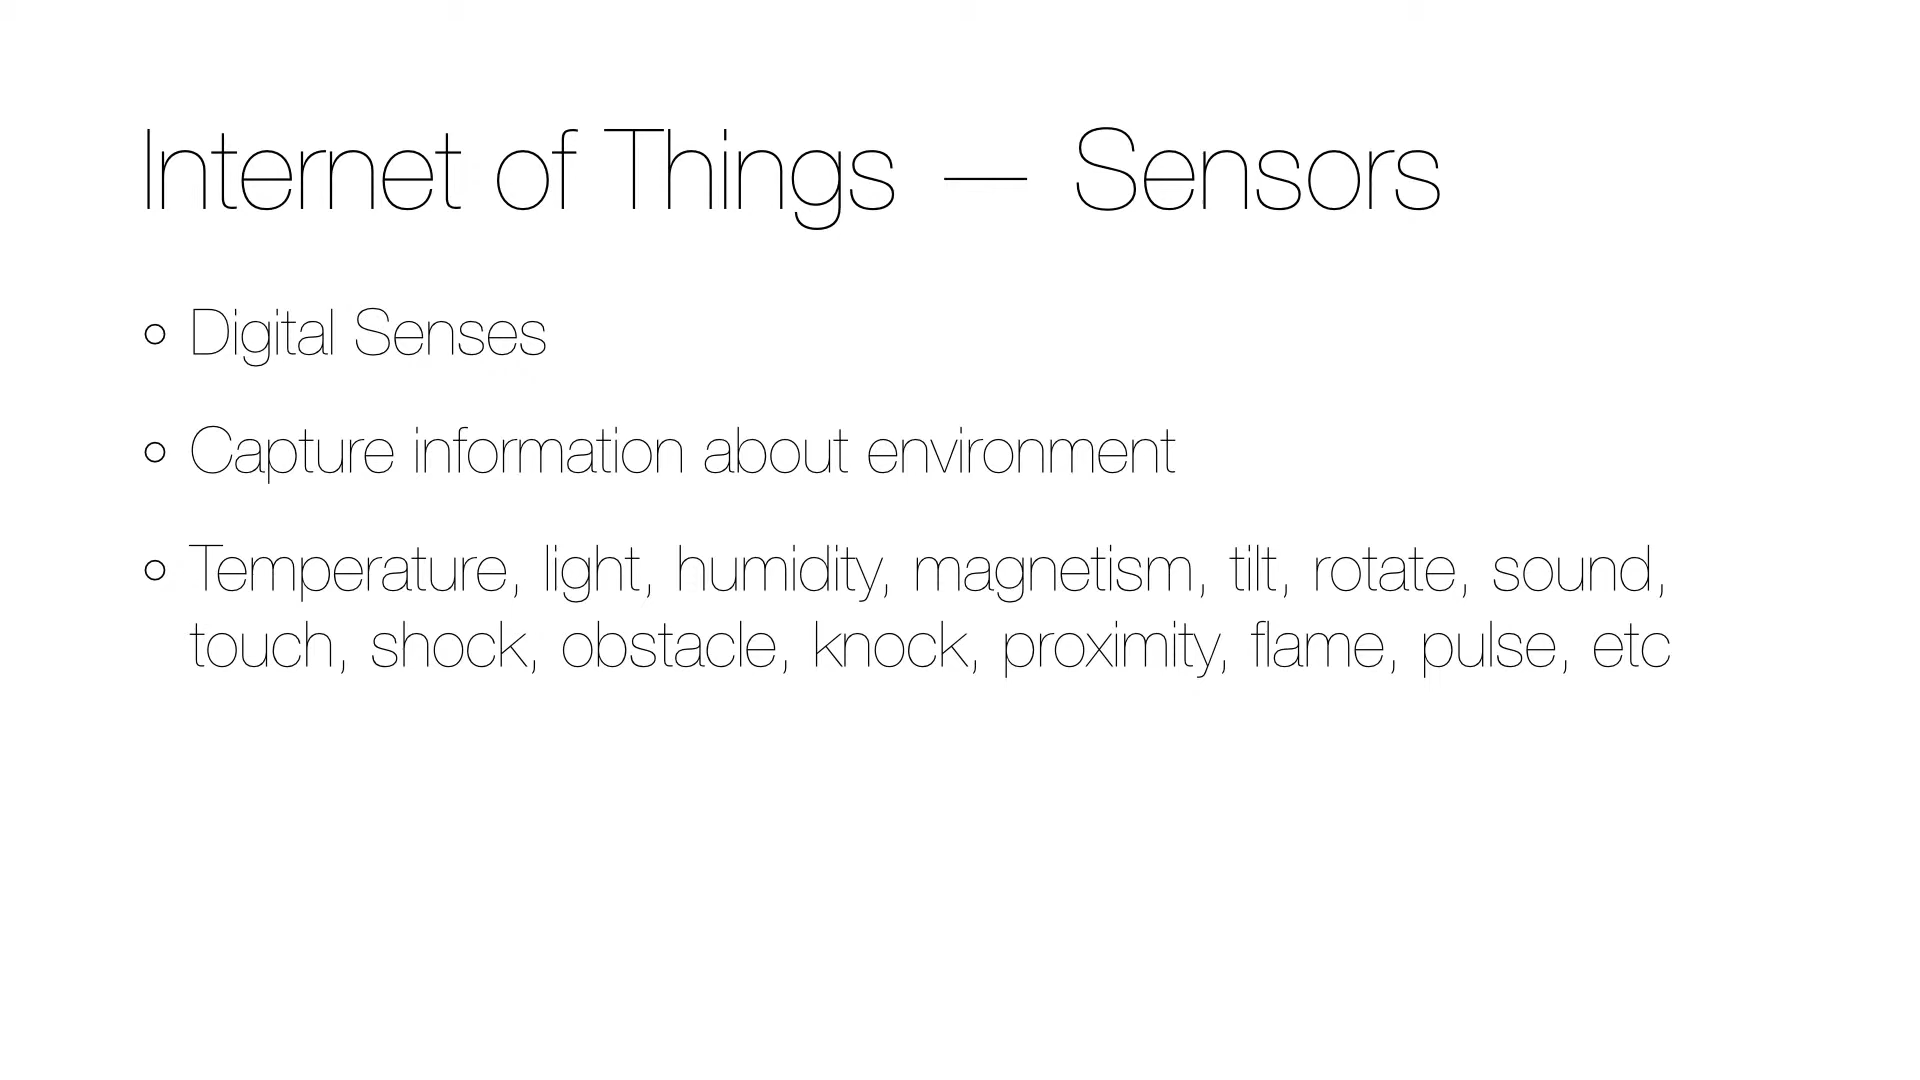 Internet of Things — Sensors
Digital Senses
Capture information about environment
Temperature, light, humidity, magnetism, tilt, rotate, sound,
touch, shock, obstacle, knock, proximity, flame, pulse, etc